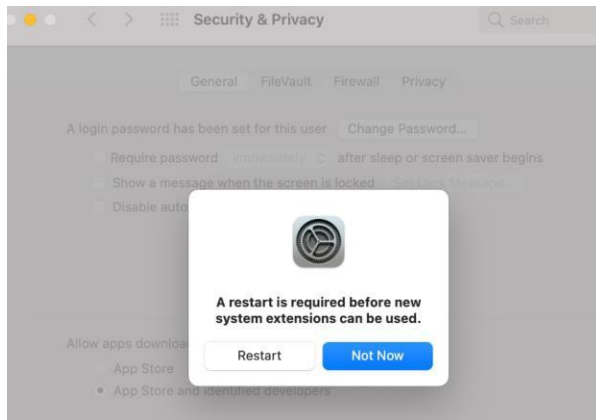 Security & Privacy
Search
General FileVault Firewall Privacy
A login password has been set for this user Change Password...
Require password immediately after sleep or screen saver begins
Show a message when the screen is locked Set Lock Message...
Disable auto
A restart is required before new
system extensions can be used.
Restart Not Now
Allow apps downloa
App Store
App Store and identified developers